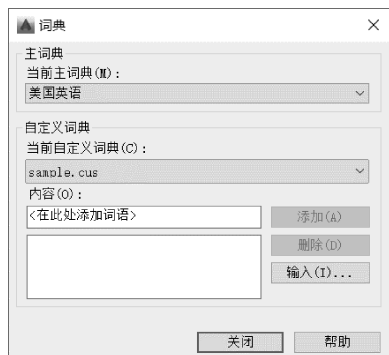 词典
主词典
当前主词典(M):
美国英语
自定义词典
当前自定义词典(C):
sample.cus
内容(O):
<在此处添加词语>
添加(A)
删除(D)
输入(I)...
关闭
帮助